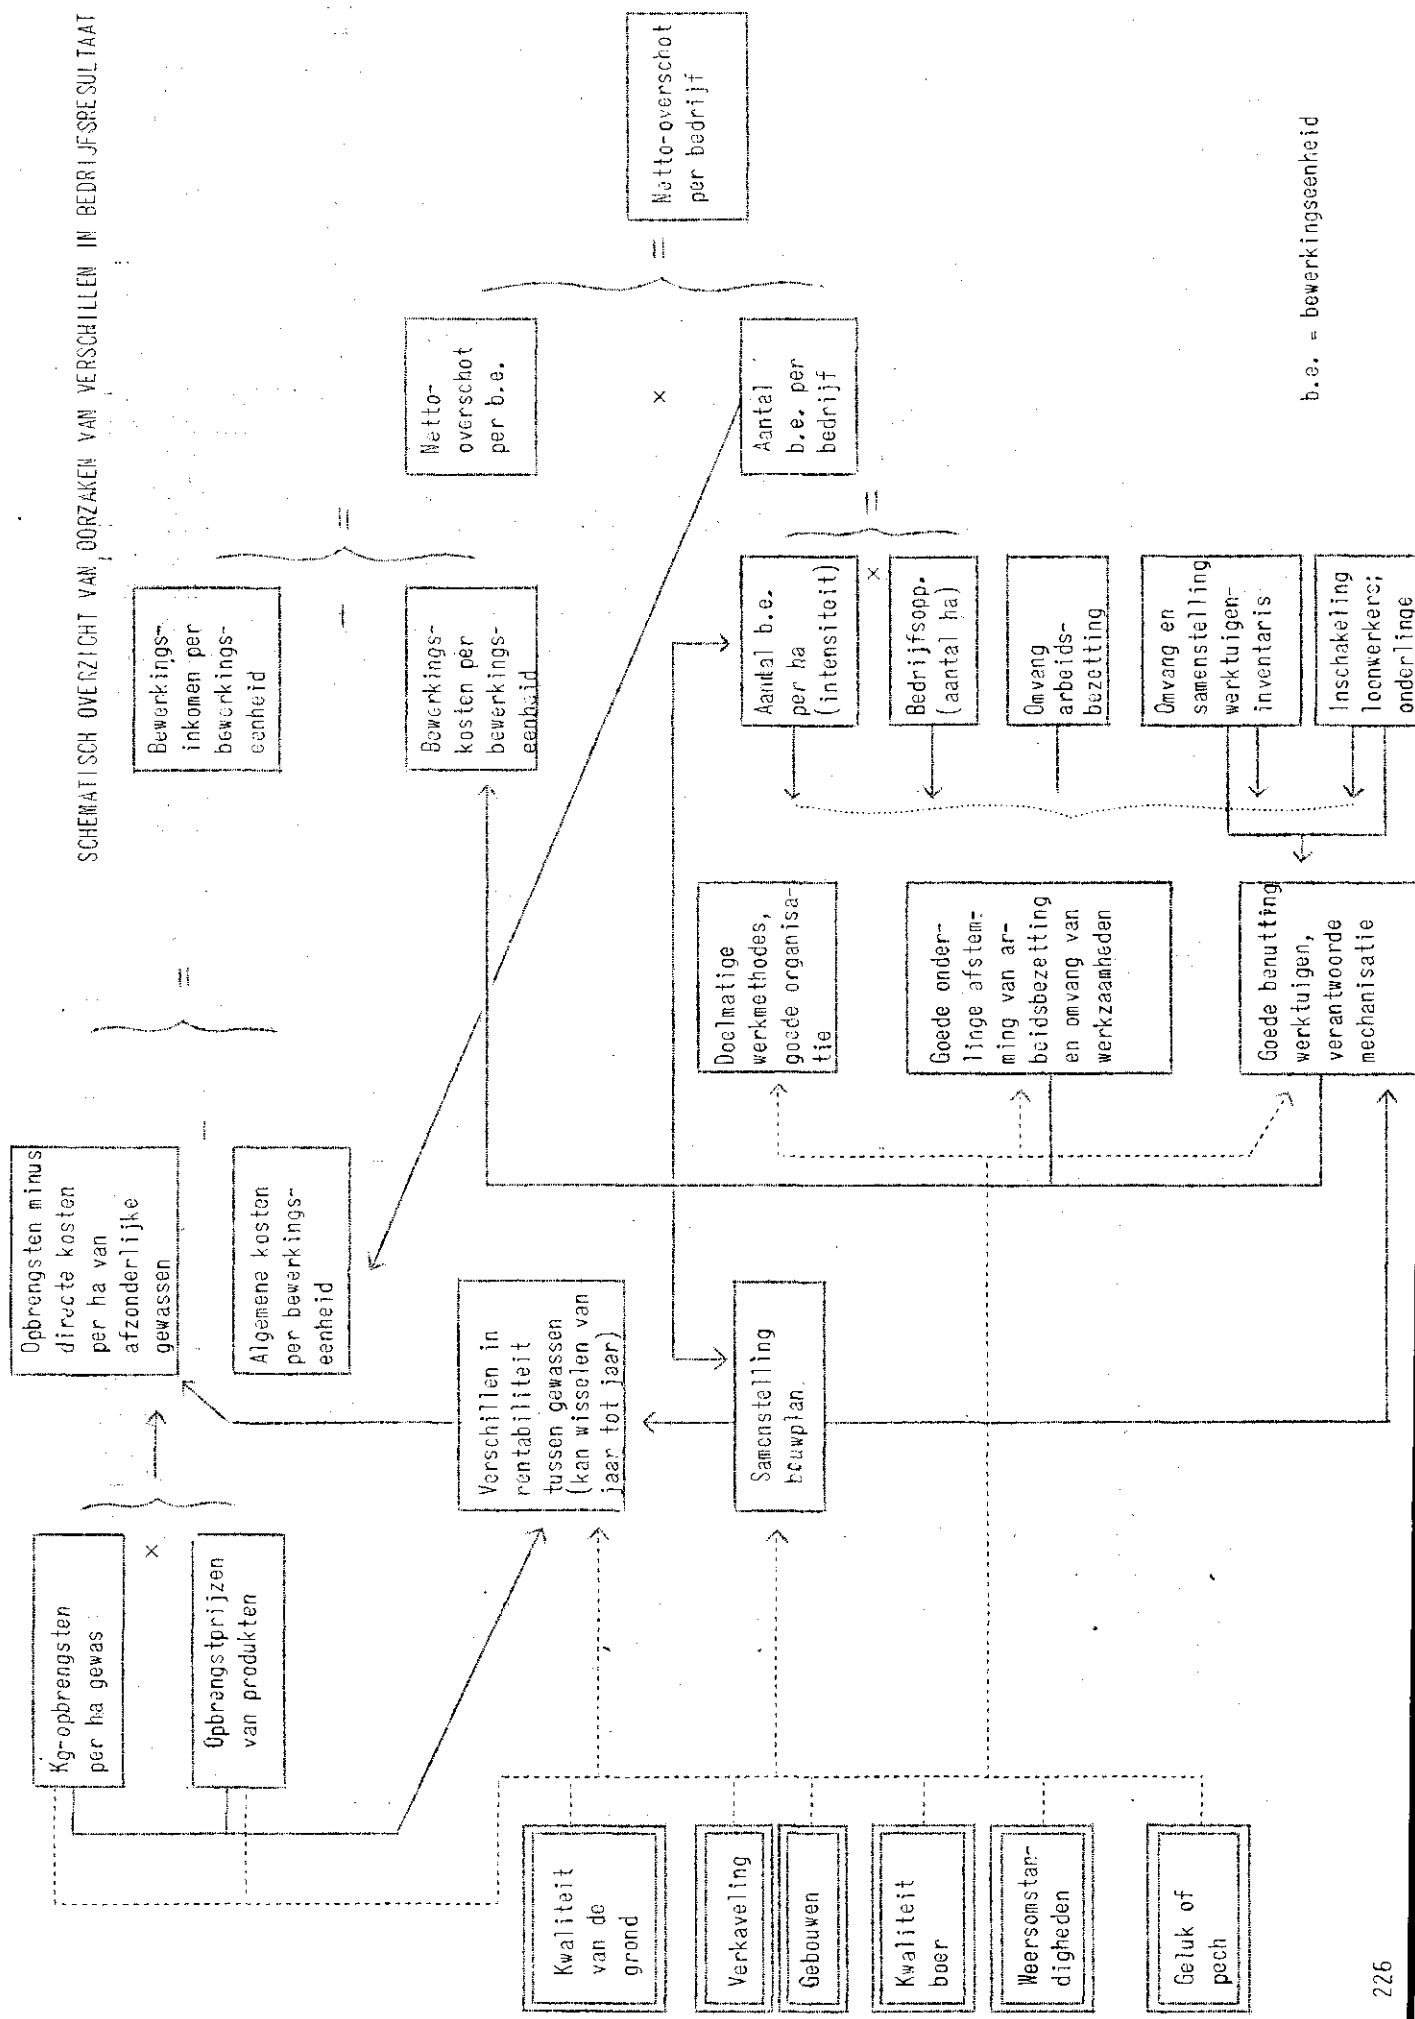 SCHEMATISCH OVERZICHT VAN OORZAKEN VAN VERSCHILLEN IN BEDRIJFSRESULTAAT
Kg-opbrengsten
per ha gewas
×
Opbrengstprijzen
van produkten
Opbrengsten minus
directe kosten
per ha van
afzonderlijke
gewassen
—
Algemene kosten
per bewerkings-
eenheid
=
Bewerkings-
inkomen per
bewerkings-
eenheid
—
Bewerkings-
kosten per
bewerkings-
eenheid
=
Netto-
overschot
per b.e.
×
Aantal
b.e. per
bedrijf
=
Netto-overschot
per bedrijf
Verschillen in
rentabiliteit
tussen gewassen
(kan wisselen van
jaar tot jaar)
Samenstelling
bouwplan.
Doelmatige
werkmethodes,
goede organisa-
tie
Goede onder-
linge afstem-
ming van ar-
beidsbezetting
en omvang van
werkzaamheden
Goede benutting
werktuigen,
verantwoorde
mechanisatie
Aantal b.e.
per ha
(intensiteit)
×
Bedrijfsopp.
(aantal ha)
=
Omvang
arbeids-
bezetting
Omvang en
samenstelling
werktuigen-
inventaris
Inschakeling
loonwerkers;
onderlinge
Kwaliteit
van de
grond
Verkaveling
Gebouwen
Kwaliteit
boer
Weersomstan-
digheden
Geluk of
pech
b.e. = bewerkingseenheid
226